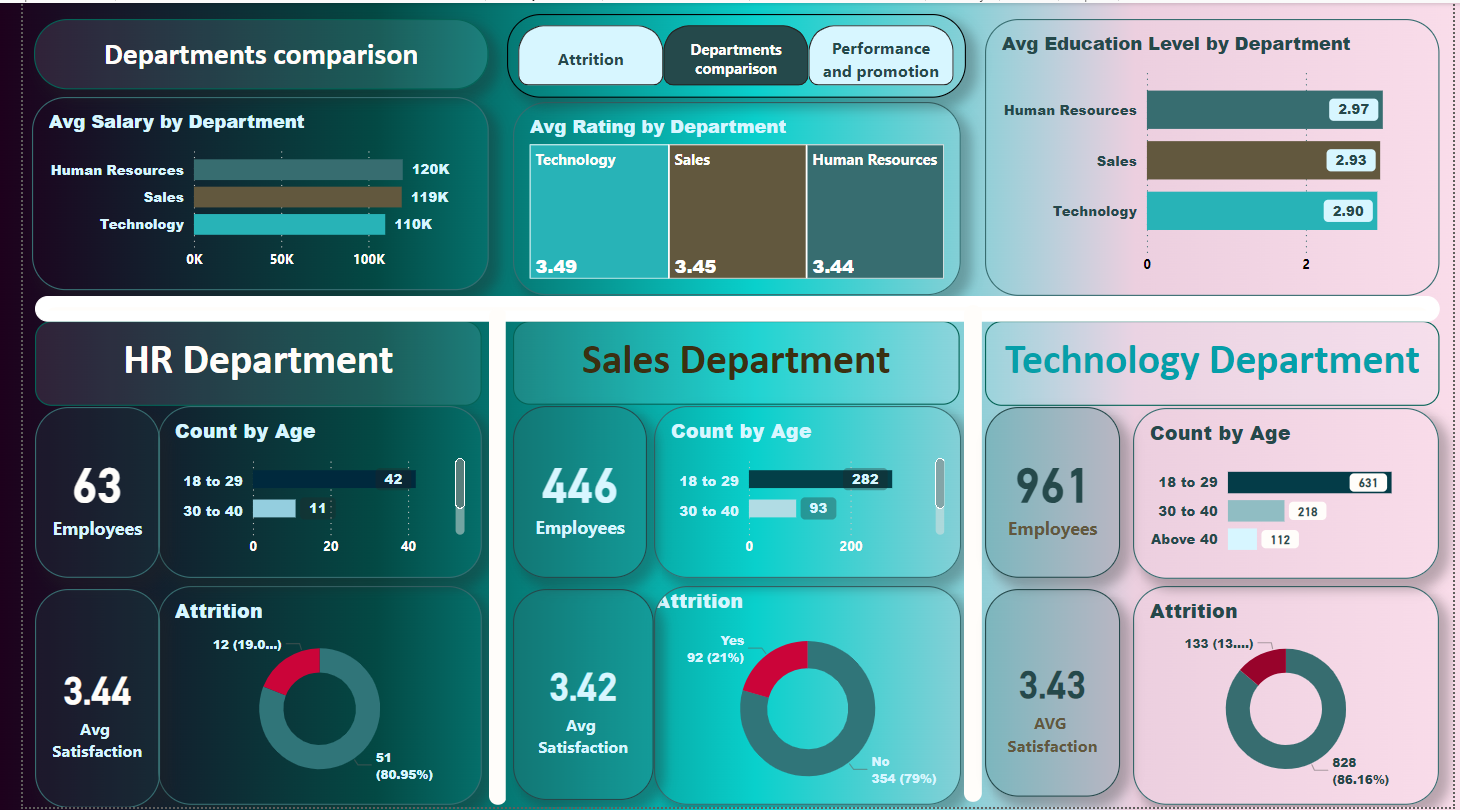 Departments comparison
Attrition
Departments
comparison
Performance
and promotion
Avg Salary by Department
Human Resources
120K
Sales
119K
Technology
110K
0K
50K
100K
Avg Rating by Department
Technology
Sales
Human Resources
3.49
3.45
3.44
Avg Education Level by Department
Human Resources
2.97
Sales
2.93
Technology
2.90
0
2
HR Department
63
Employees
Count by Age
18 to 29
42
30 to 40
11
0
20
40
3.44
Avg
Satisfaction
Attrition
12 (19.0...)
51
(80.95%)
Sales Department
446
Employees
Count by Age
18 to 29
282
30 to 40
93
0
200
3.42
Avg
Satisfaction
Attrition
Yes
92 (21%)
No
354 (79%)
Technology Department
961
Employees
Count by Age
18 to 29
631
30 to 40
218
Above 40
112
3.43
AVG
Satisfaction
Attrition
133 (13....)
828
(86.16%)